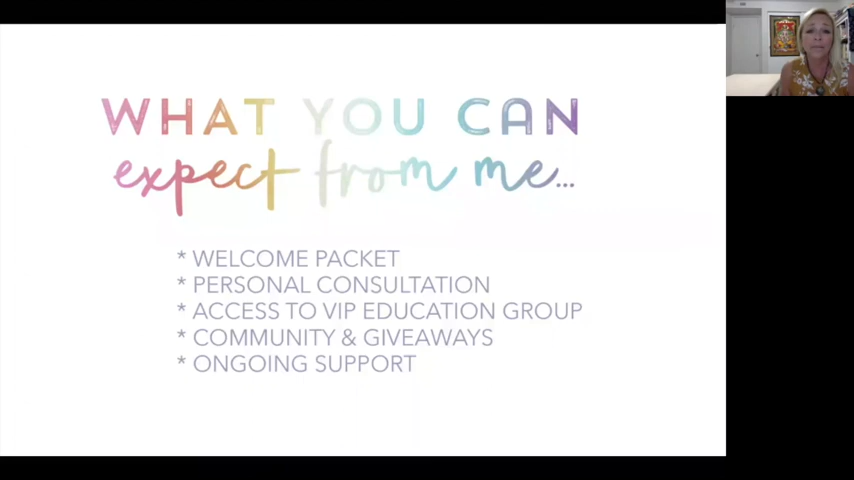 WHAT YOU CAN
expect from me...
* WELCOME PACKET
* PERSONAL CONSULTATION
* ACCESS TO VIP EDUCATION GROUP
* COMMUNITY & GIVEAWAYS
* ONGOING SUPPORT